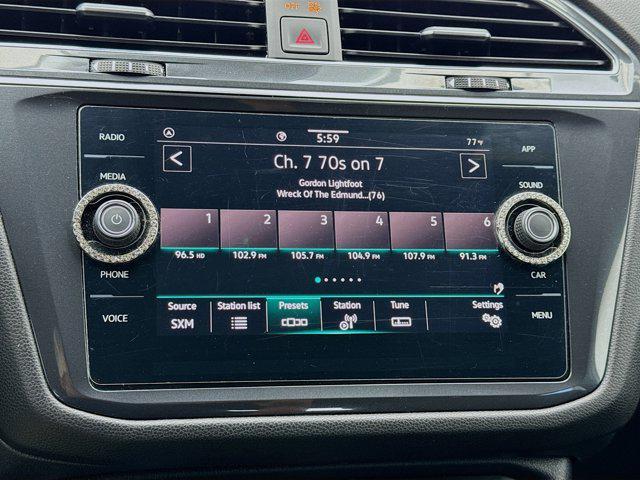 OFF
RADIO
MEDIA
PHONE
VOICE
5:59
77°F
Ch. 7 70s on 7
Gordon Lightfoot
Wreck Of The Edmund...(76)
1 2 3 4 5 6
96.5 HD 102.9 FM 105.7 FM 104.9 FM 107.9 FM 91.3 FM
Source Station list Presets Station Tune Settings
SXM
APP
SOUND
CAR
MENU